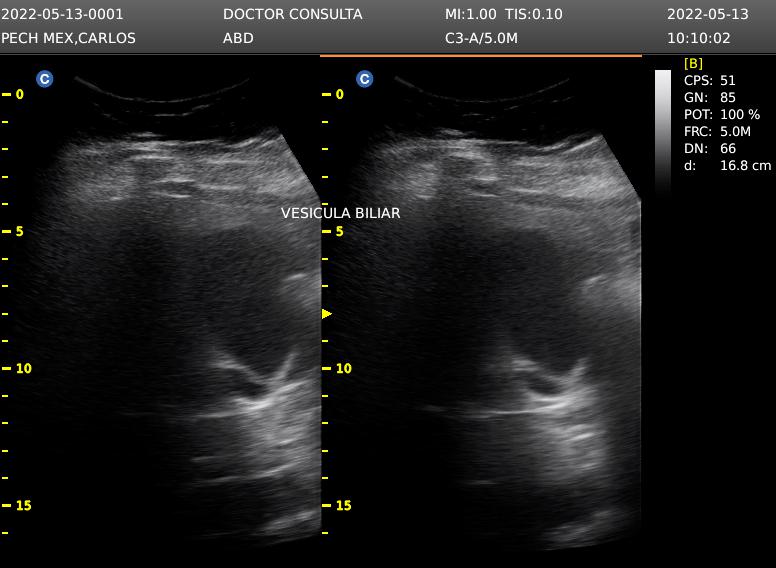 2022-05-13-0001 DOCTOR CONSULTA MI:1.00 TIS:0.10 2022-05-13
PECH MEX,CARLOS ABD C3-A/5.0M 10:10:02
C
C
[B]
CPS: 51
GN: 85
POT: 100 %
FRC: 5.0M
DN: 66
d: 16.8 cm
0
0
VESICULA BILIAR
5
5
10
10
15
15